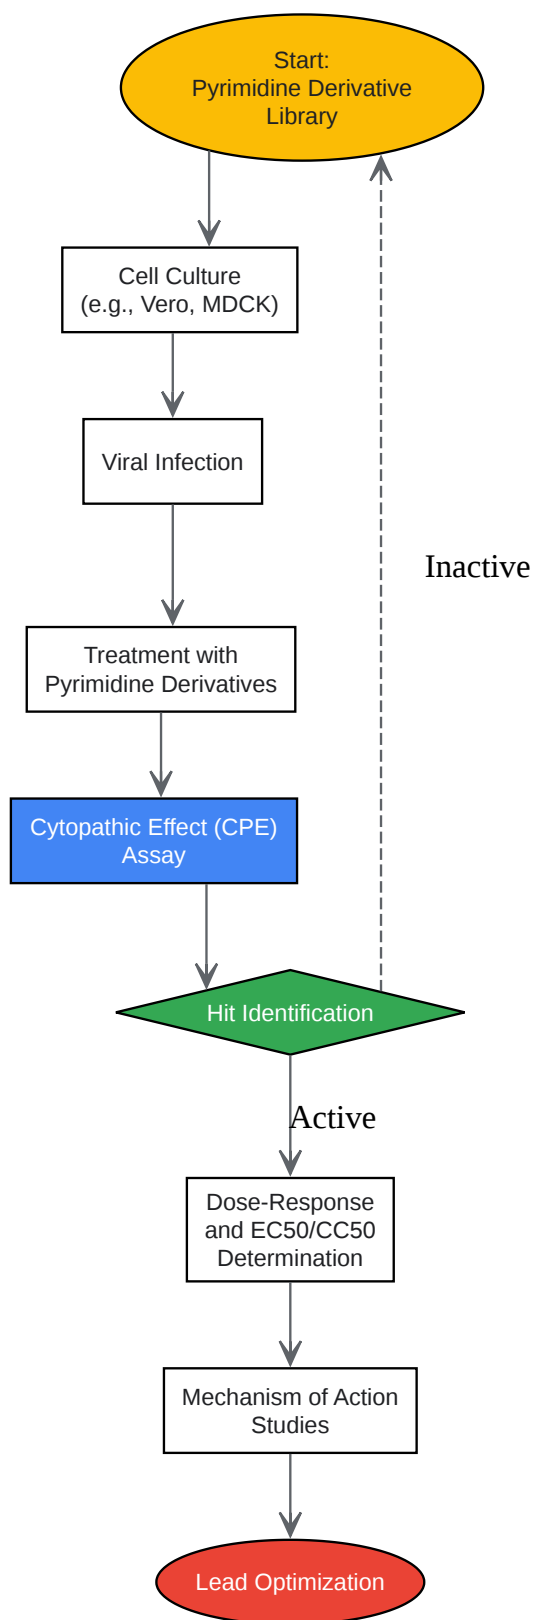 Start:
Pyrimidine Derivative
Library
Cell Culture
(e.g., Vero, MDCK)
Viral Infection
Inactive
Treatment with
Pyrimidine Derivatives
Cytopathic Effect (CPE)
Assay
Hit Identification
Active
Dose-Response
and EC50/CC50
Determination
Mechanism of Action
Studies
Lead Optimization